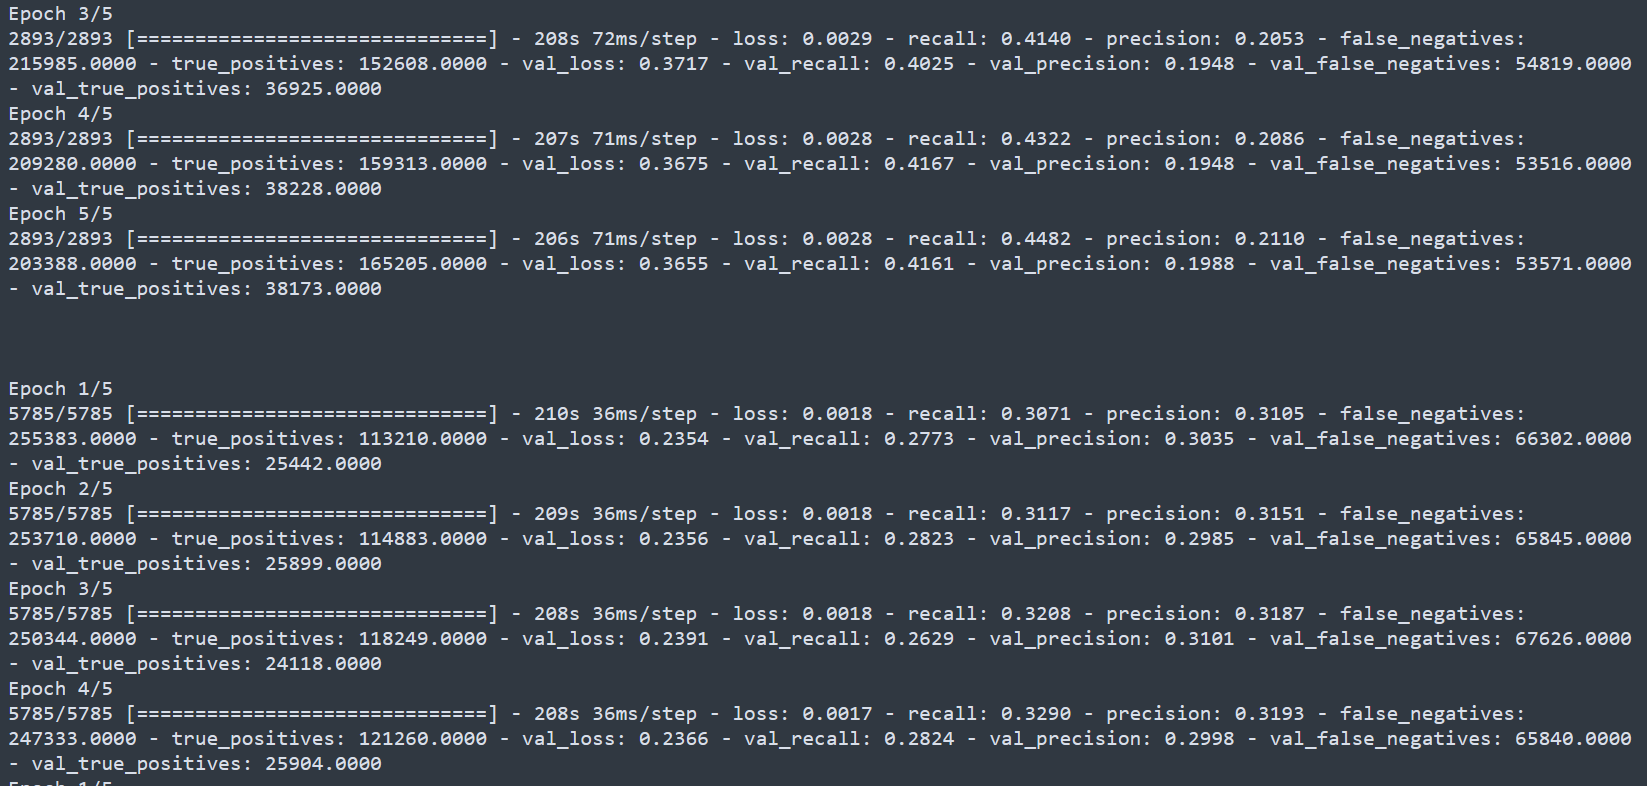 Epoch 3/5
2893/2893 [==============================] - 208s 72ms/step - loss: 0.0029 - recall: 0.4140 - precision: 0.2053 - false_negatives:
215985.0000 - true_positives: 152608.0000 - val_loss: 0.3717 - val_recall: 0.4025 - val_precision: 0.1948 - val_false_negatives: 54819.0000
- val_true_positives: 36925.0000
Epoch 4/5
2893/2893 [==============================] - 207s 71ms/step - loss: 0.0028 - recall: 0.4322 - precision: 0.2086 - false_negatives:
209280.0000 - true_positives: 159313.0000 - val_loss: 0.3675 - val_recall: 0.4167 - val_precision: 0.1948 - val_false_negatives: 53516.0000
- val_true_positives: 38228.0000
Epoch 5/5
2893/2893 [==============================] - 206s 71ms/step - loss: 0.0028 - recall: 0.4482 - precision: 0.2110 - false_negatives:
203388.0000 - true_positives: 165205.0000 - val_loss: 0.3655 - val_recall: 0.4161 - val_precision: 0.1988 - val_false_negatives: 53571.0000
- val_true_positives: 38173.0000
Epoch 1/5
5785/5785 [==============================] - 210s 36ms/step - loss: 0.0018 - recall: 0.3071 - precision: 0.3105 - false_negatives:
255383.0000 - true_positives: 113210.0000 - val_loss: 0.2354 - val_recall: 0.2773 - val_precision: 0.3035 - val_false_negatives: 66302.0000
- val_true_positives: 25442.0000
Epoch 2/5
5785/5785 [==============================] - 209s 36ms/step - loss: 0.0018 - recall: 0.3117 - precision: 0.3151 - false_negatives:
253710.0000 - true_positives: 114883.0000 - val_loss: 0.2356 - val_recall: 0.2823 - val_precision: 0.2985 - val_false_negatives: 65845.0000
- val_true_positives: 25899.0000
Epoch 3/5
5785/5785 [==============================] - 208s 36ms/step - loss: 0.0018 - recall: 0.3208 - precision: 0.3187 - false_negatives:
250344.0000 - true_positives: 118249.0000 - val_loss: 0.2391 - val_recall: 0.2629 - val_precision: 0.3101 - val_false_negatives: 67626.0000
- val_true_positives: 24118.0000
Epoch 4/5
5785/5785 [==============================] - 208s 36ms/step - loss: 0.0017 - recall: 0.3290 - precision: 0.3193 - false_negatives:
247333.0000 - true_positives: 121260.0000 - val_loss: 0.2366 - val_recall: 0.2824 - val_precision: 0.2998 - val_false_negatives: 65840.0000
- val_true_positives: 25904.0000